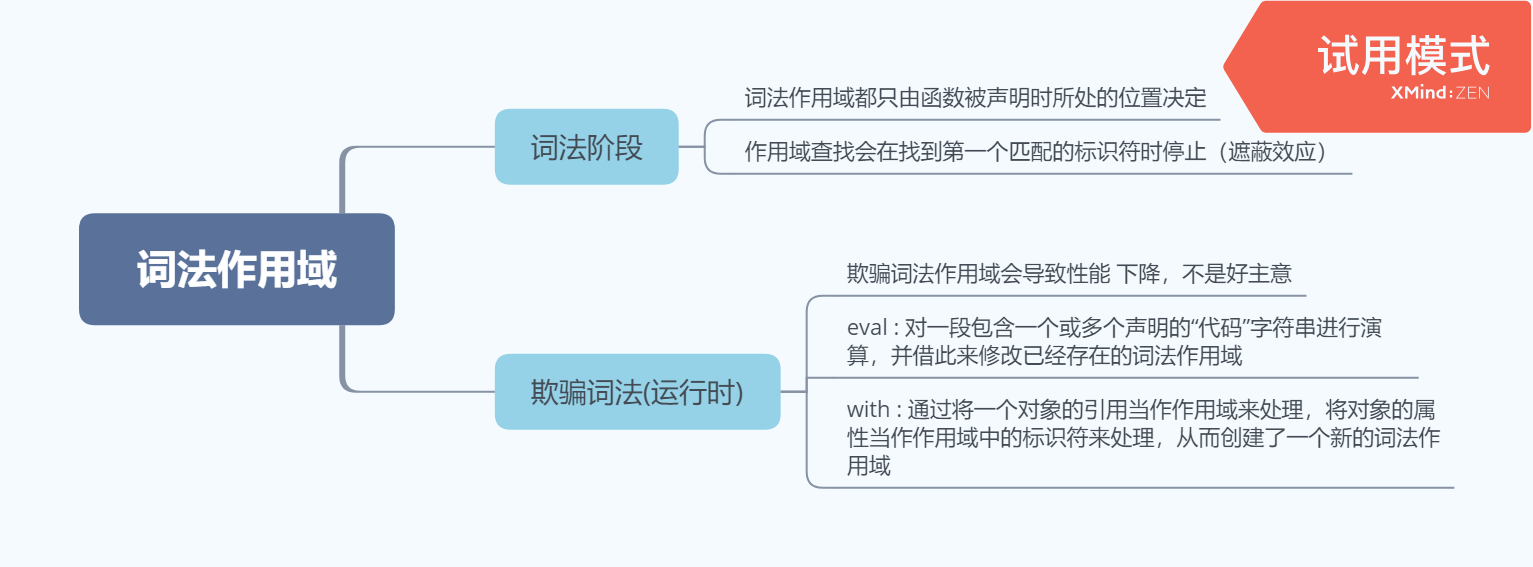 试用模式
XMind:ZEN
词法作用域都只由函数被声明时所处的位置决定
词法阶段
作用域查找会在找到第一个匹配的标识符时停止（遮蔽效应）
词法作用域
欺骗词法作用域会导致性能 下降，不是好主意
eval : 对一段包含一个或多个声明的“代码”字符串进行演
算，并借此来修改已经存在的词法作用域
欺骗词法(运行时)
with : 通过将一个对象的引用当作作用域来处理，将对象的属
性当作作用域中的标识符来处理，从而创建了一个新的词法作
用域